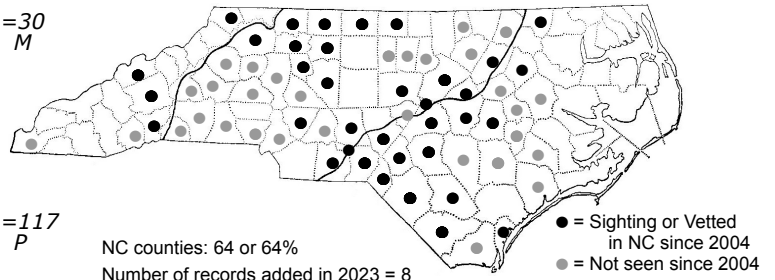 =30
M
=117
P
NC counties: 64 or 64%
Number of records added in 2023 = 8
● = Sighting or Vetted
in NC since 2004
● = Not seen since 2004